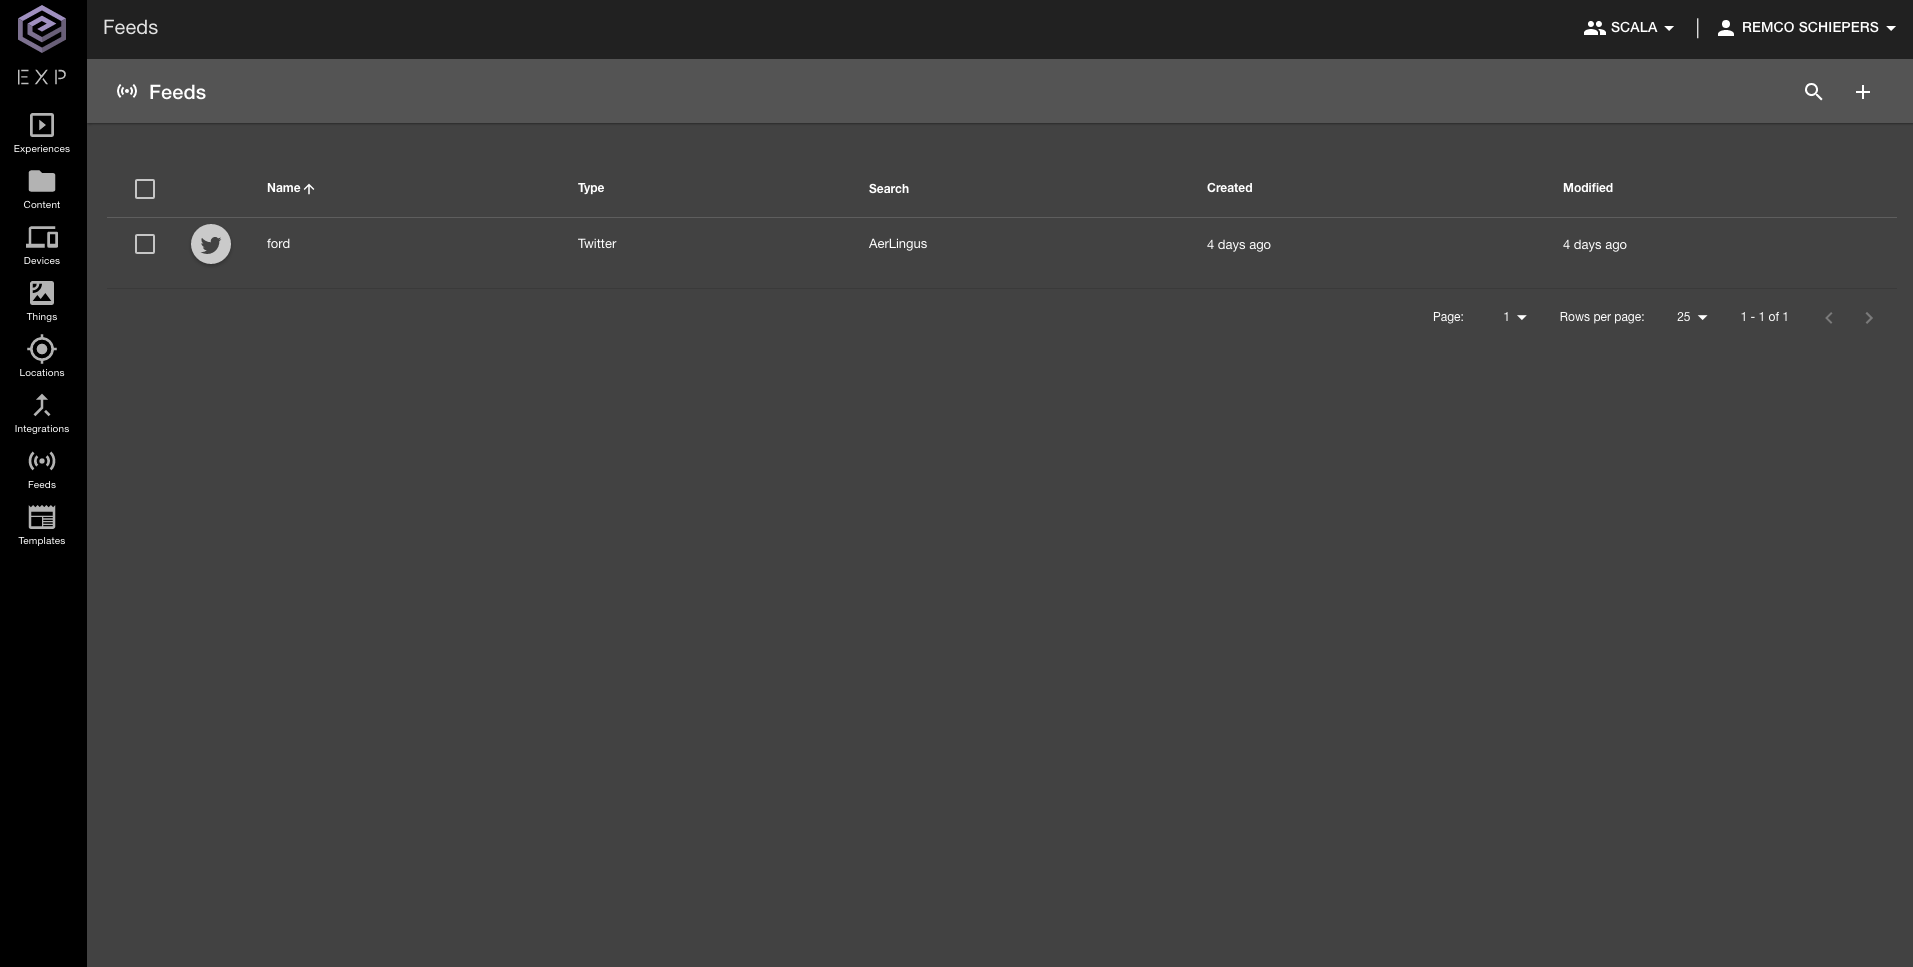 Feeds
SCALA
REMCO SCHIEPERS
EXP
Feeds
Experiences
Content
Devices
Things
Locations
Integrations
Feeds
Templates
Name Type Search Created Modified
ford Twitter AerLingus 4 days ago 4 days ago
Page: 1 Rows per page: 25 1 - 1 of 1